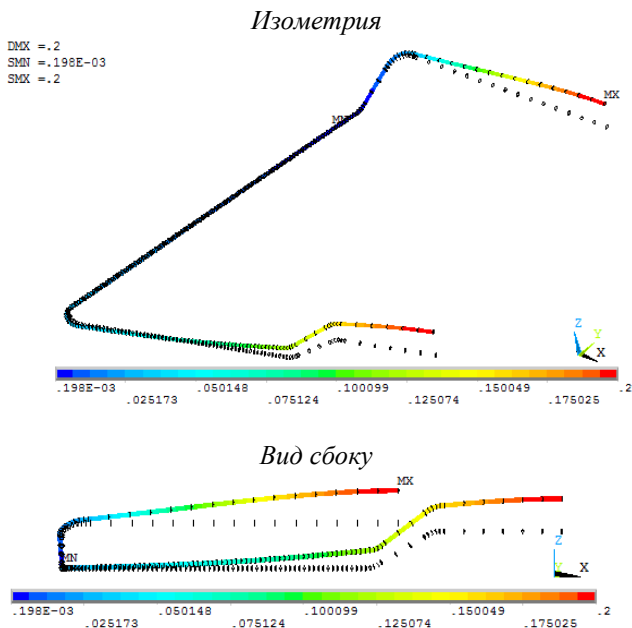 Изометрия
DMX =.2
SMN =.198E-03
SMX =.2
MX
MN
Z
Y
X
.198E-03 .050148 .100099 .150049 .2
.025173 .075124 .125074 .175025
Вид сбоку
MX
MN
Z
Y
X
.198E-03 .050148 .100099 .150049 .2
.025173 .075124 .125074 .175025